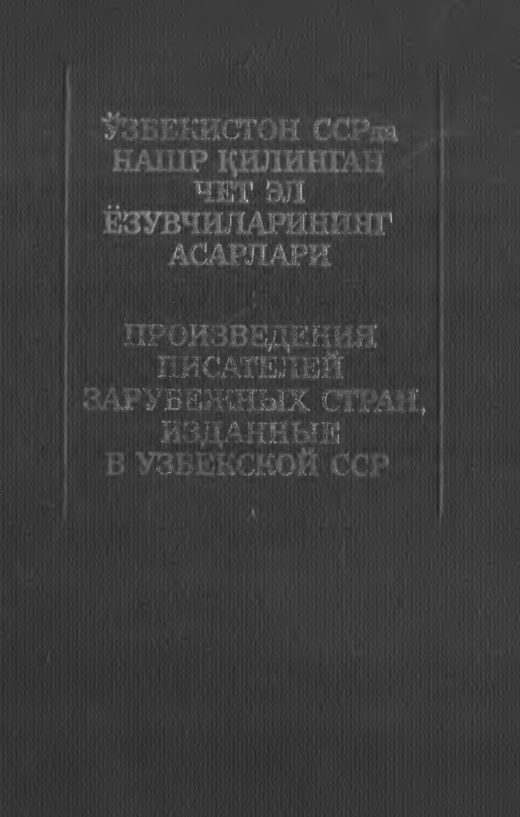 ЎЗБЕКИСТОН ССРда
НАШР ҚИЛИНГАН
ЧЕТ ЭЛ
ЁЗУВЧИЛАРИНИНГ
АСАРЛАРИ
ПРОИЗВЕДЕНИЯ
ПИСАТЕЛЕЙ
ЗАРУБЕЖНЫХ СТРАН,
ИЗДАННЫЕ
В УЗБЕКСКОЙ ССР